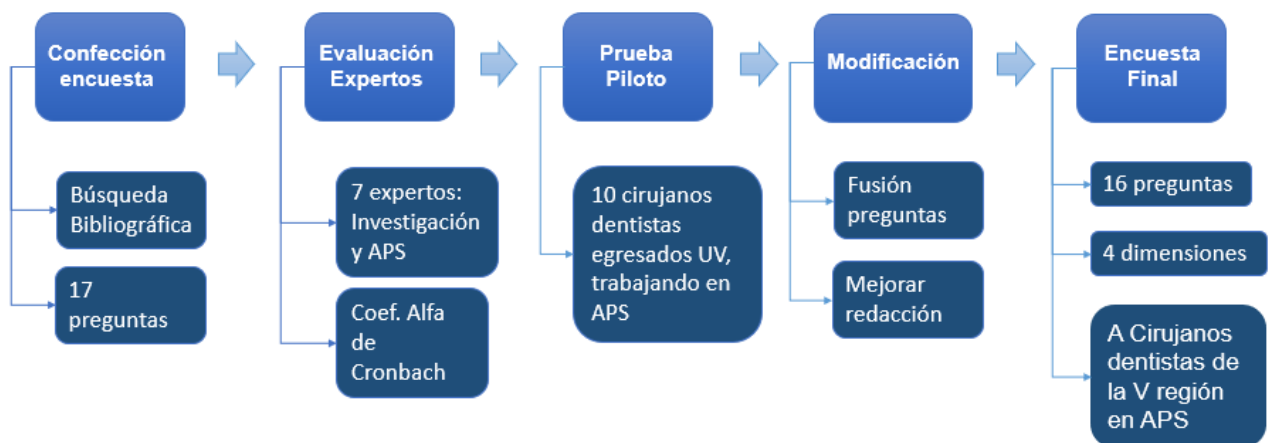 Confección
encuesta
Búsqueda
Bibliográfica
17
preguntas
Evaluación
Expertos
7 expertos:
Investigación
y APS
Coef. Alfa
de
Cronbach
Prueba
Piloto
10 cirujanos
dentistas
egresados UV,
trabajando en
APS
Modificación
Fusión
preguntas
Mejorar
redacción
Encuesta
Final
16 preguntas
4 dimensiones
A Cirujanos
dentistas de
la V región
en APS